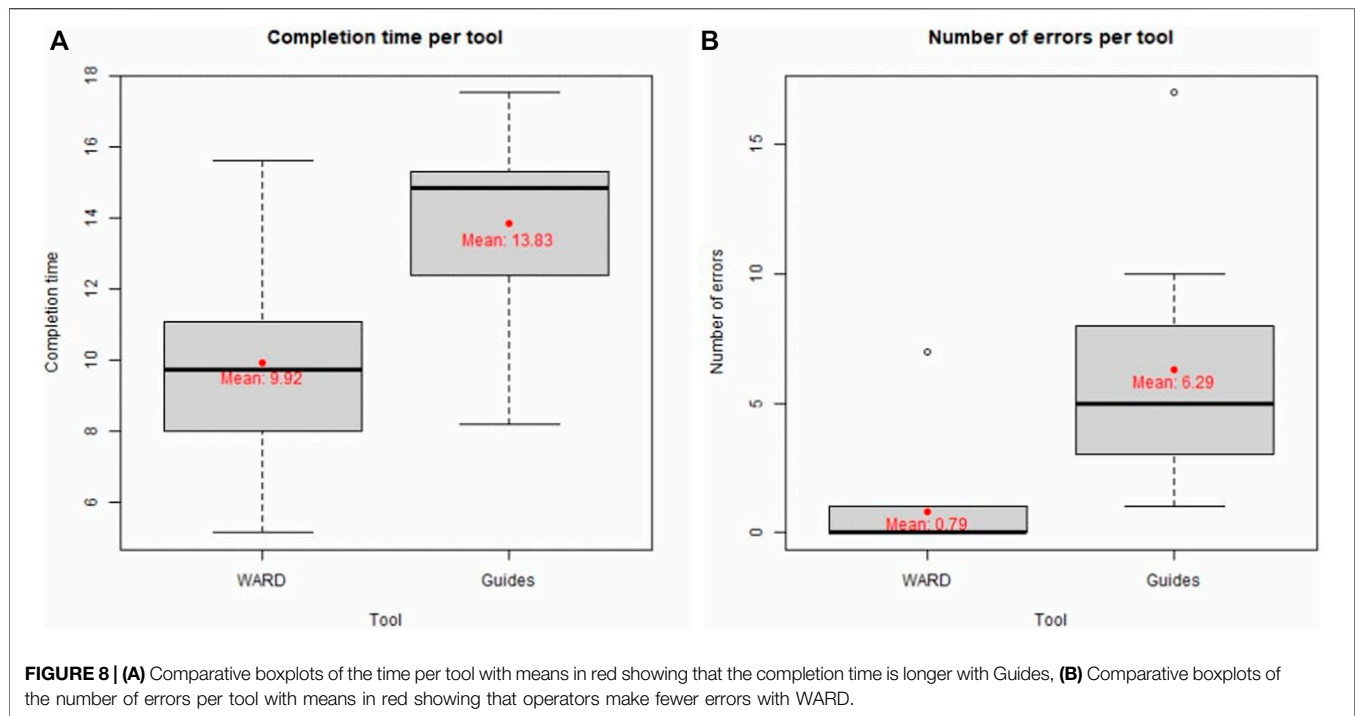 A
Completion time per tool
Completion time
18
16
14
12
10
8
6
Mean: 9.92
Mean: 13.83
WARD
Guides
Tool
B
Number of errors per tool
Number of errors
15
10
5
0
Mean: 0.79
Mean: 6.29
WARD
Guides
Tool
FIGURE 8 | (A) Comparative boxplots of the time per tool with means in red showing that the completion time is longer with Guides, (B) Comparative boxplots of
the number of errors per tool with means in red showing that operators make fewer errors with WARD.